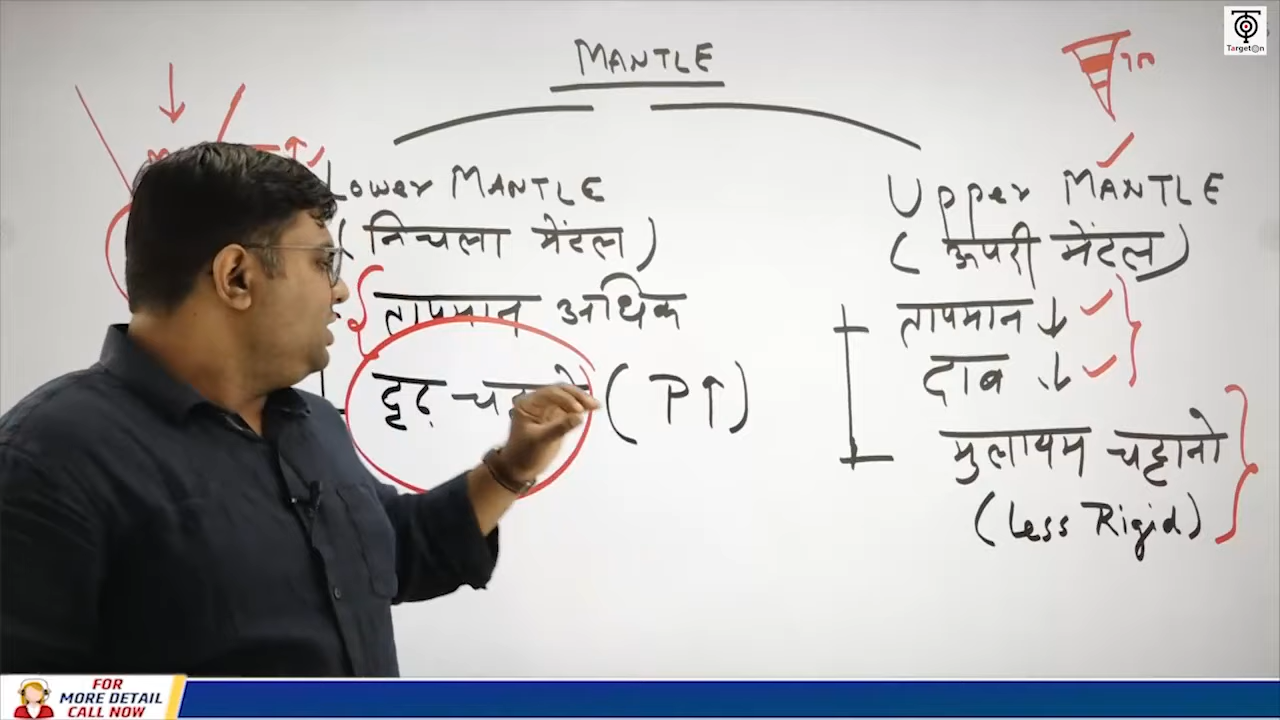 TargetOn
MANTLE
Lower MANTLE
(निचला मेंटल)
तापमान अधिक
दृढ़ (P↑)
Upper MANTLE
(ऊपरी मेंटल)
तापमान ↓ ✓
दाब ↓ ✓
मुलायम चट्टानो
(Less Rigid)
FOR
MORE DETAIL
CALL NOW